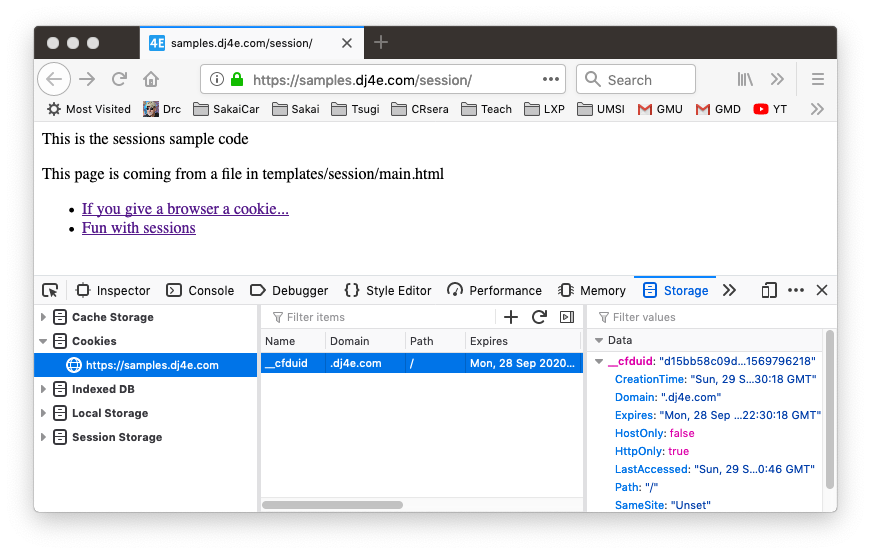 4E samples.dj4e.com/session/
https://samples.dj4e.com/session/
Search
Most Visited Drc SakaiCar Sakai Tsugi CRsera Teach LXP UMSI GMU GMD YT
This is the sessions sample code
This page is coming from a file in templates/session/main.html
If you give a browser a cookie...
Fun with sessions
Inspector Console Debugger {} Style Editor Performance Memory Storage
Cache Storage
Cookies
https://samples.dj4e.com
Indexed DB
Local Storage
Session Storage
Filter items
Name Domain Path Expires
__cfduid .dj4e.com / Mon, 28 Sep 2020...
Filter values
Data
__cfduid: "d15bb58c09d...1569796218"
CreationTime: "Sun, 29 S...30:18 GMT"
Domain: ".dj4e.com"
Expires: "Mon, 28 Sep ...22:30:18 GMT"
HostOnly: false
HttpOnly: true
LastAccessed: "Sun, 29 S...0:46 GMT"
Path: "/"
SameSite: "Unset"